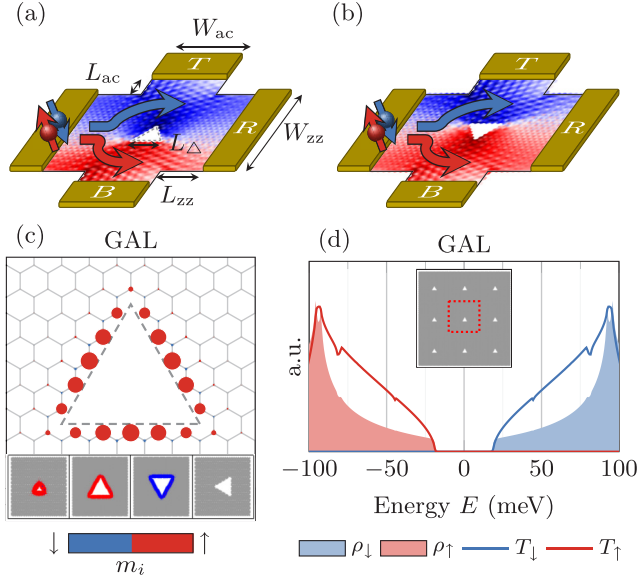 (a)
W_ac
T
L_ac
R
L_△
W_zz
B
L_zz
(b)
T
R
B
(c)
GAL
↓ ↑
m_i
(d)
GAL
a.u.
−100 −50 0 50 100
Energy E (meV)
ρ↓ ρ↑ T↓ T↑